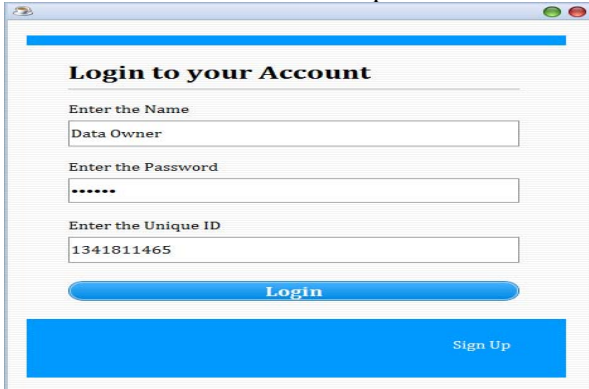 Login to your Account
Enter the Name
Data Owner
Enter the Password
••••••
Enter the Unique ID
1341811465
Login
Sign Up